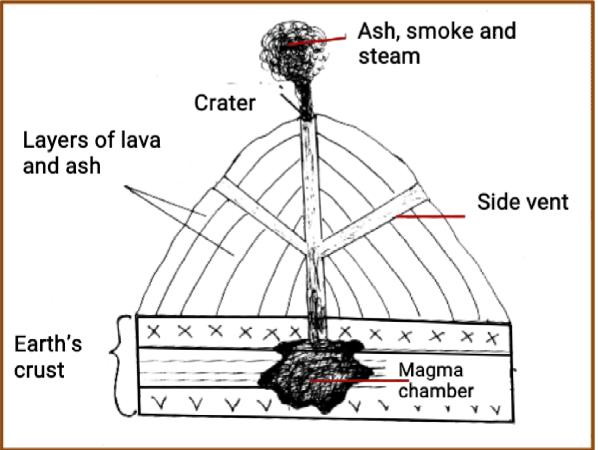 Ash, smoke and
steam
Crater
Layers of lava
and ash
Side vent
Earth's
crust
Magma
chamber